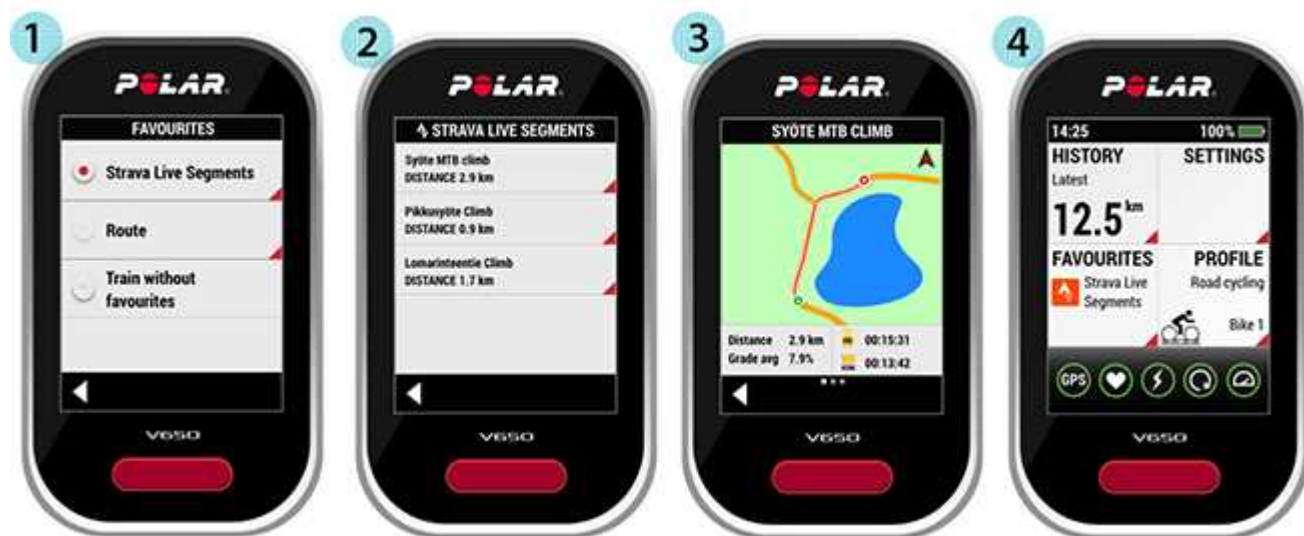 1
POLAR
FAVOURITES
Strava Live Segments
Route
Train without
favourites
V650
2
POLAR
STRAVA LIVE SEGMENTS
Syöte MTB climb
DISTANCE 2.9 km
Pikkusyöte Climb
DISTANCE 0.9 km
Lomarinteentie Climb
DISTANCE 1.7 km
V650
3
POLAR
SYÖTE MTB CLIMB
Distance 2.9 km 00:15:31
Grade avg 7.9% 00:13:42
V650
4
POLAR
14:25 100%
HISTORY SETTINGS
Latest
12.5 km
FAVOURITES PROFILE
Strava Live Road cycling
Segments
Bike 1
GPS
V650